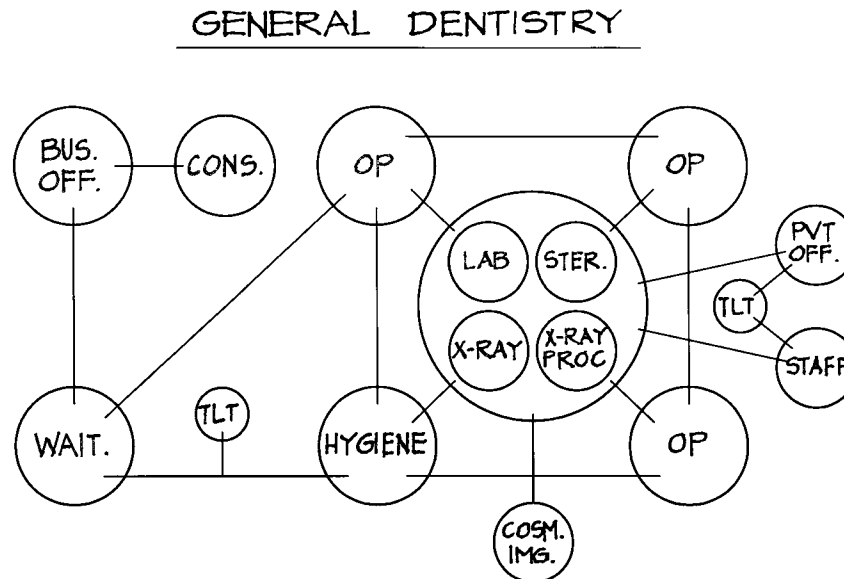 GENERAL DENTISTRY
BUS.
OFF.
CONS.
OP
OP
LAB
STER.
PVT
OFF.
TLT
X-RAY
X-RAY
PROC
STAFF
WAIT.
TLT
HYGIENE
OP
COSM.
IMG.